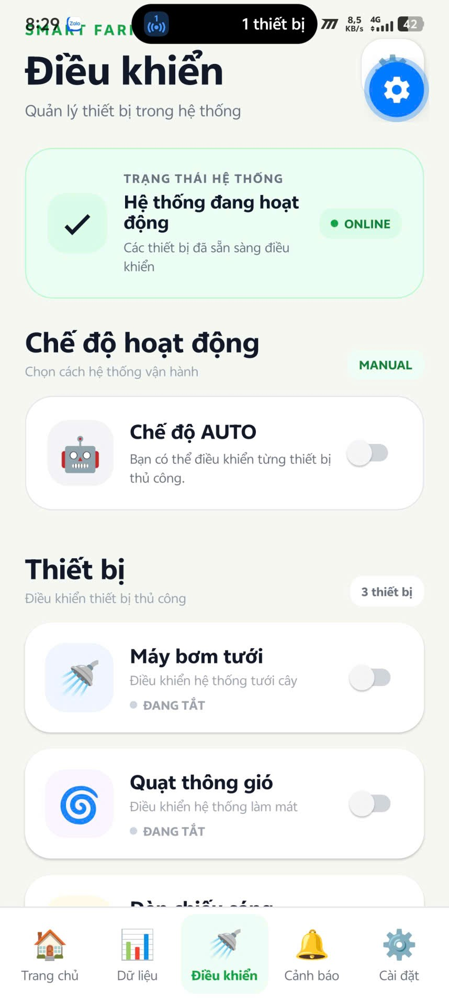 8:29
Zalo
1
1 thiết bị
8,5
KB/s
4G
42
SMART FAR
Điều khiển
Quản lý thiết bị trong hệ thống
TRẠNG THÁI HỆ THỐNG
Hệ thống đang hoạt
động
Các thiết bị đã sẵn sàng điều
khiển
ONLINE
Chế độ hoạt động
Chọn cách hệ thống vận hành
MANUAL
Chế độ AUTO
Bạn có thể điều khiển từng thiết bị
thủ công.
Thiết bị
Điều khiển thiết bị thủ công
3 thiết bị
Máy bơm tưới
Điều khiển hệ thống tưới cây
ĐANG TẮT
Quạt thông gió
Điều khiển hệ thống làm mát
ĐANG TẮT
Đèn chiếu sáng
Trang chủ
Dữ liệu
Điều khiển
Cảnh báo
Cài đặt